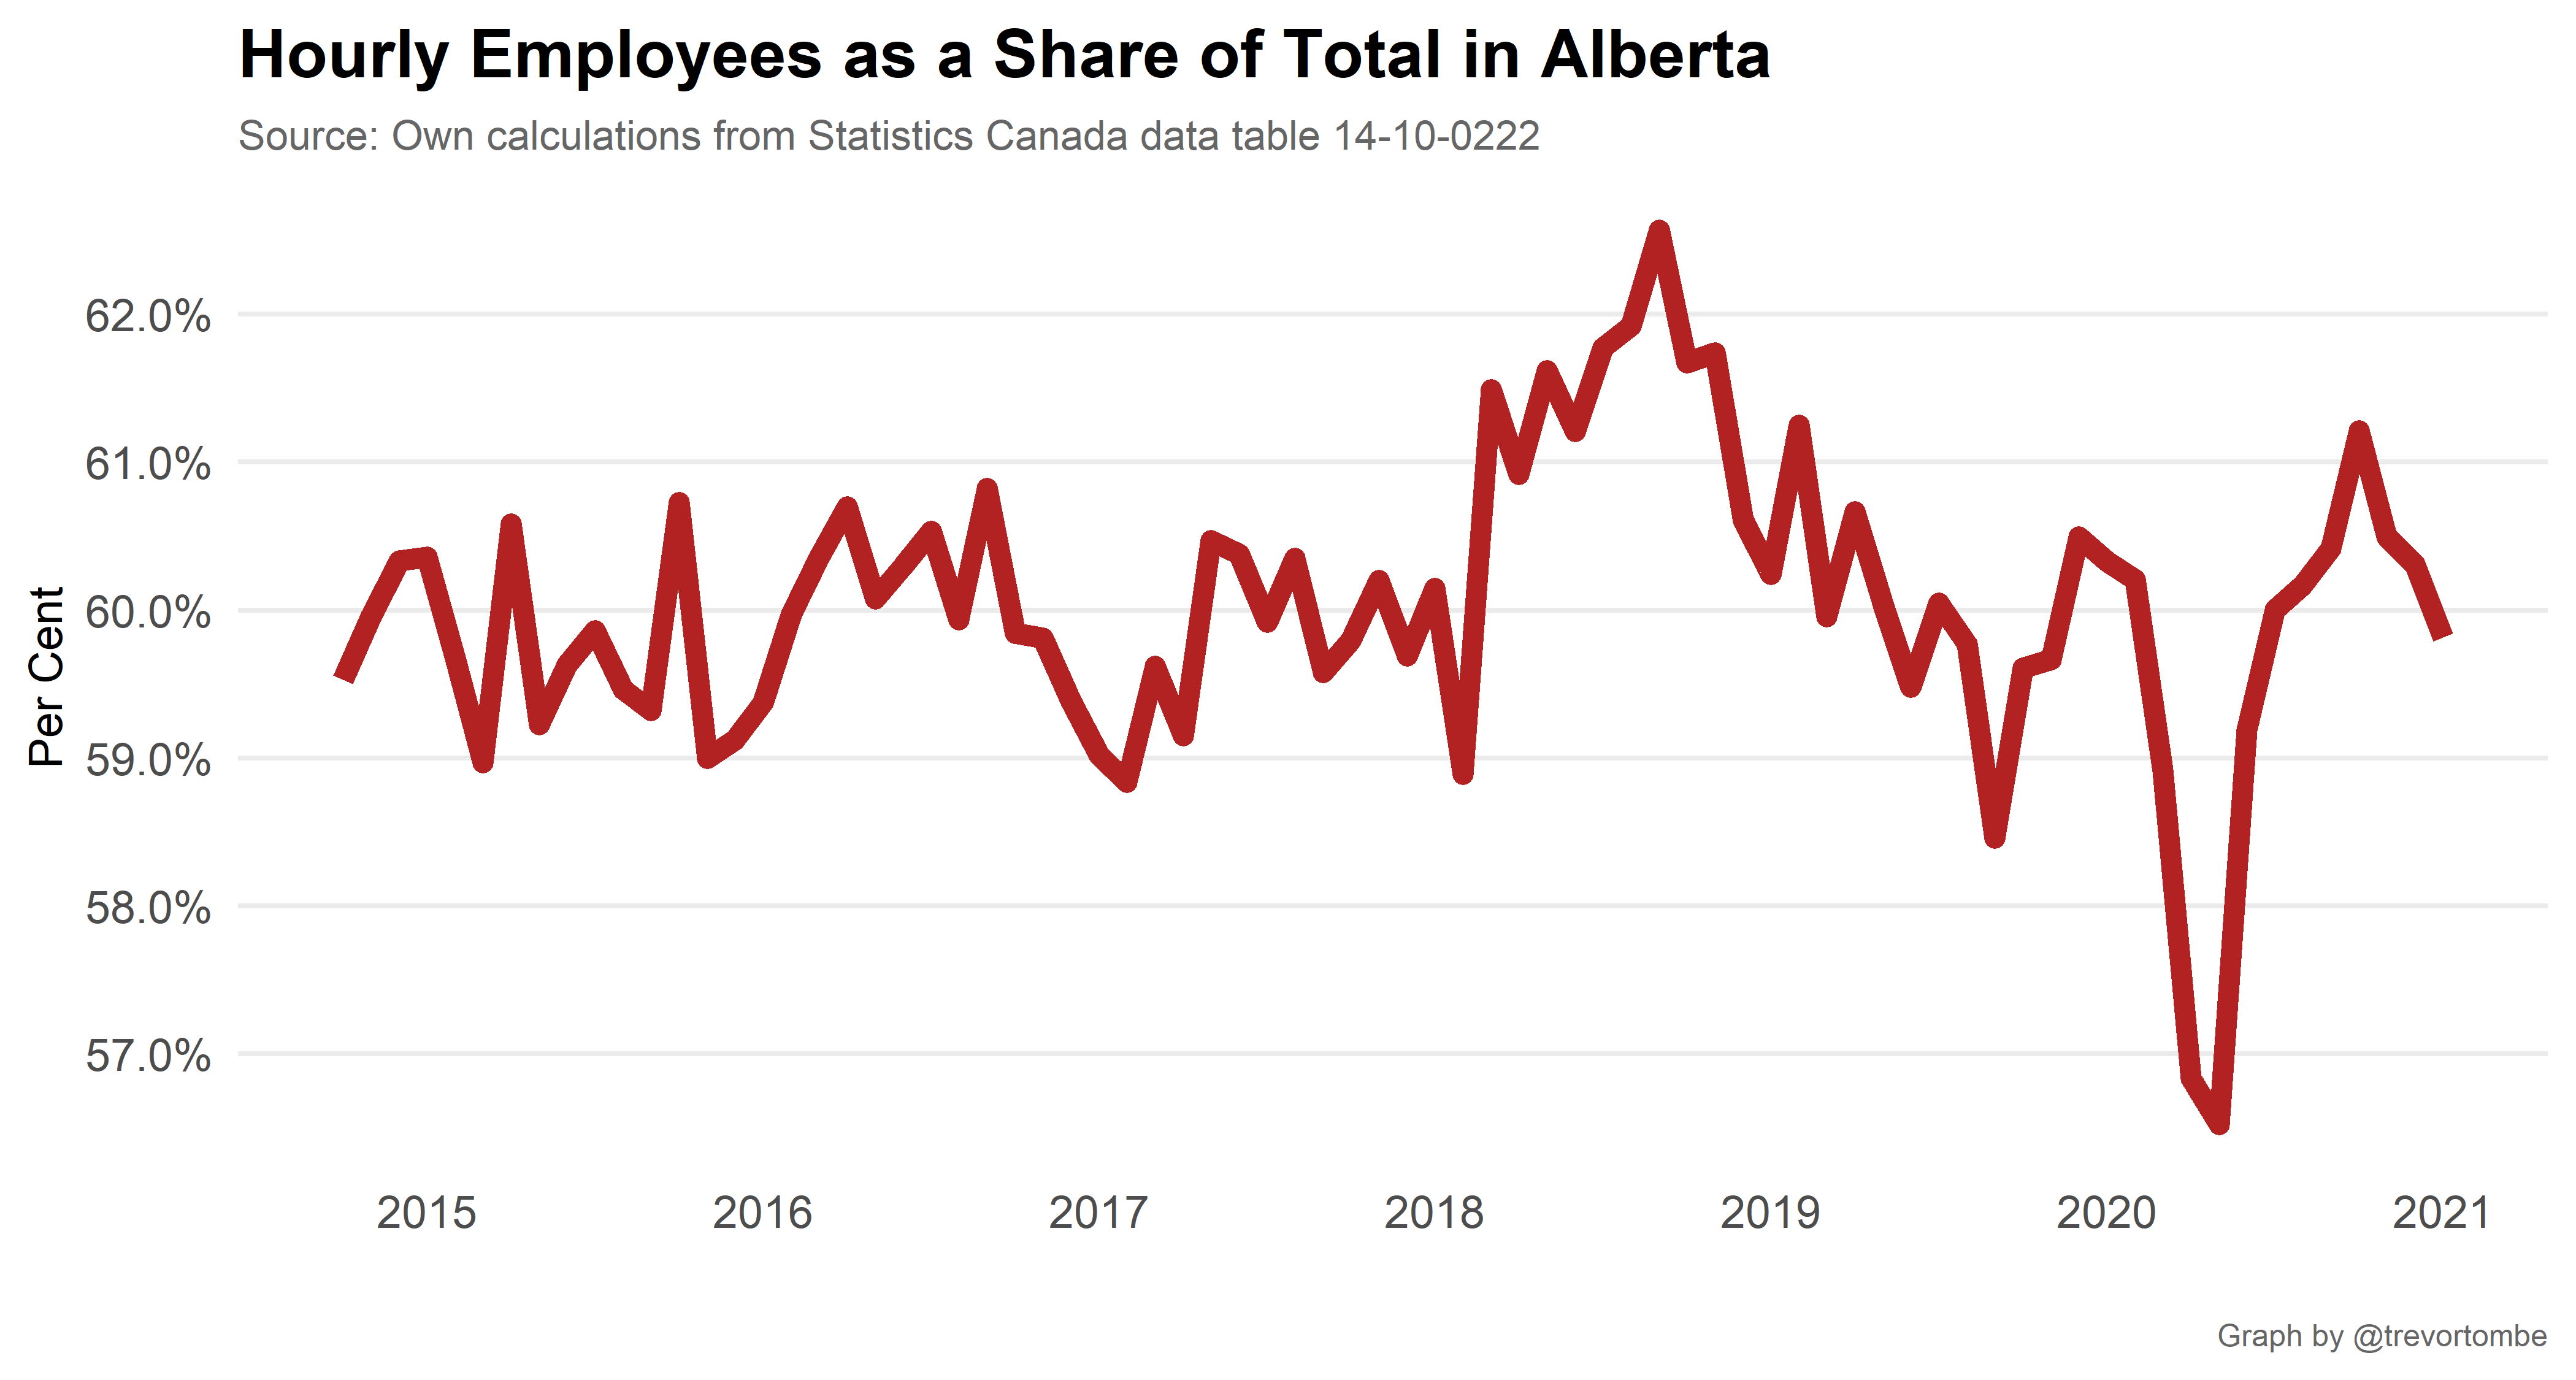 Hourly Employees as a Share of Total in Alberta
Source: Own calculations from Statistics Canada data table 14-10-0222
Per Cent
62.0%
61.0%
60.0%
59.0%
58.0%
57.0%
2015 2016 2017 2018 2019 2020 2021
Graph by @trevortombe